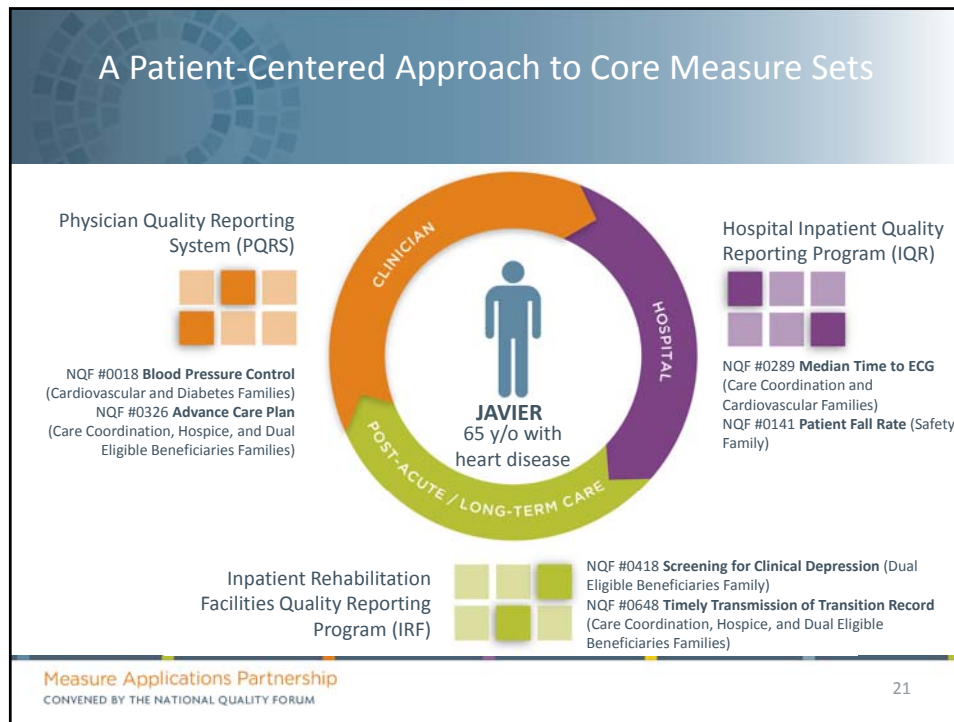 A Patient-Centered Approach to Core Measure Sets
Physician Quality Reporting
System (PQRS)
NQF #0018 Blood Pressure Control
(Cardiovascular and Diabetes Families)
NQF #0326 Advance Care Plan
(Care Coordination, Hospice, and Dual
Eligible Beneficiaries Families)
CLINICIAN
HOSPITAL
POST-ACUTE / LONG-TERM CARE
JAVIER
65 y/o with
heart disease
Hospital Inpatient Quality
Reporting Program (IQR)
NQF #0289 Median Time to ECG
(Care Coordination and
Cardiovascular Families)
NQF #0141 Patient Fall Rate (Safety
Family)
Inpatient Rehabilitation
Facilities Quality Reporting
Program (IRF)
NQF #0418 Screening for Clinical Depression (Dual
Eligible Beneficiaries Family)
NQF #0648 Timely Transmission of Transition Record
(Care Coordination, Hospice, and Dual Eligible
Beneficiaries Families)
Measure Applications Partnership
CONVENED BY THE NATIONAL QUALITY FORUM
21